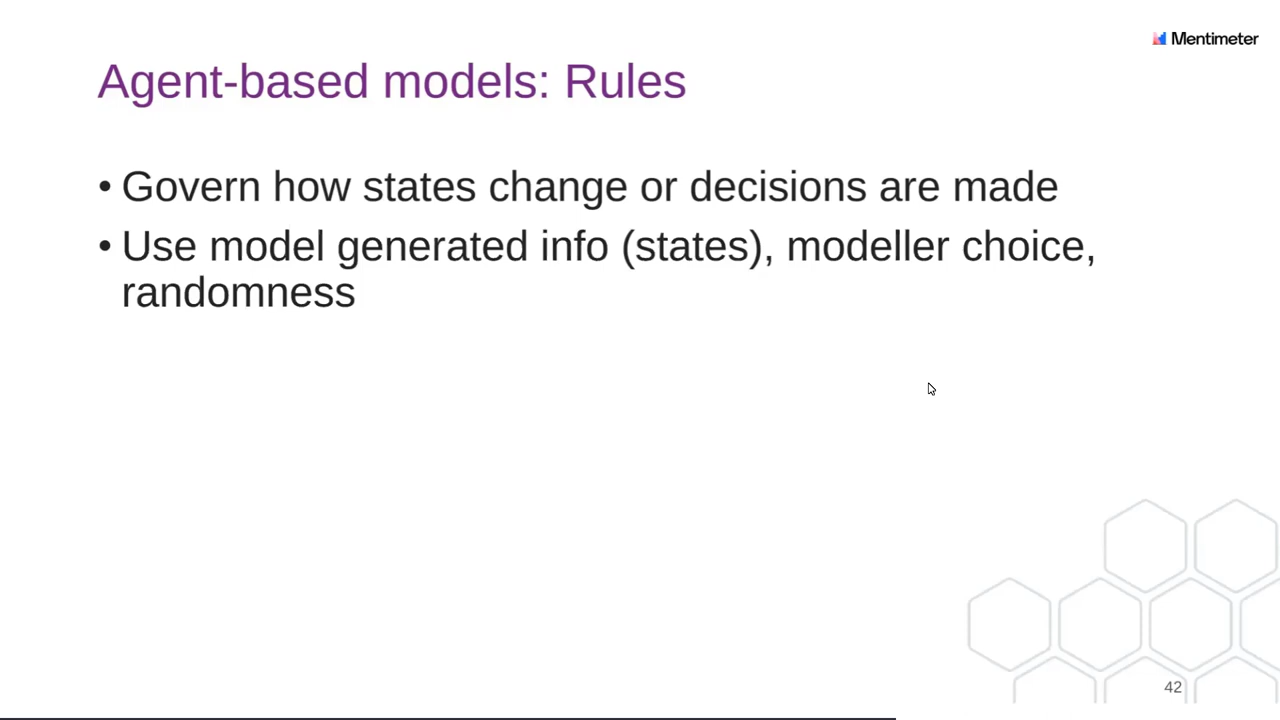 Mentimeter
Agent-based models: Rules
• Govern how states change or decisions are made
• Use model generated info (states), modeller choice,
randomness
42